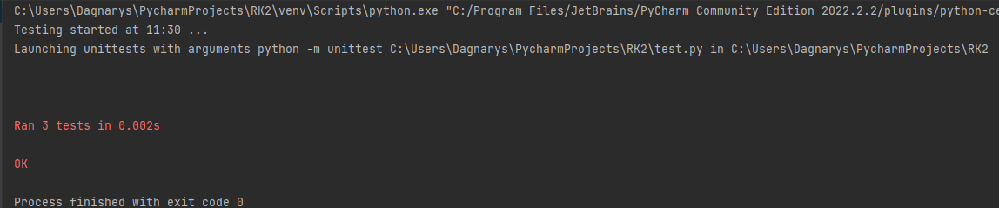 C:\Users\Dagnarys\PycharmProjects\RK2\venv\Scripts\python.exe "C:/Program Files/JetBrains/PyCharm Community Edition 2022.2.2/plugins/python-ce
Testing started at 11:30 ...
Launching unittests with arguments python -m unittest C:\Users\Dagnarys\PycharmProjects\RK2\test.py in C:\Users\Dagnarys\PycharmProjects\RK2
Ran 3 tests in 0.002s
OK
Process finished with exit code 0